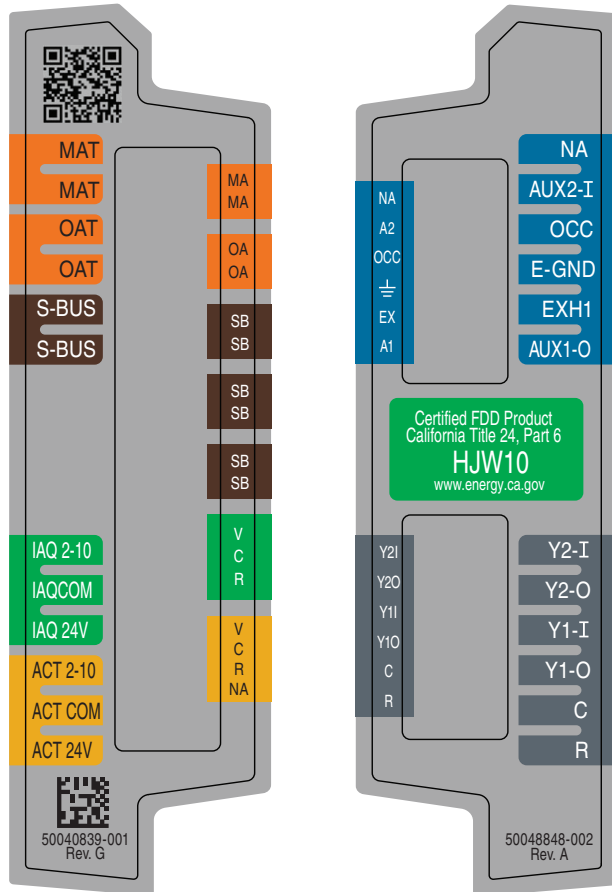 MAT
MAT
OAT
OAT
S-BUS
S-BUS
IAQ 2-10
IAQCOM
IAQ 24V
ACT 2-10
ACT COM
ACT 24V
50040839-001
Rev. G
MA
MA
OA
OA
SB
SB
SB
SB
SB
SB
V
C
R
V
C
R
NA
NA
A2
OCC
EX
A1
Certified FDD Product
California Title 24, Part 6
HJW10
www.energy.ca.gov
Y2I
Y2O
Y1I
Y1O
C
R
NA
AUX2-I
OCC
E-GND
EXH1
AUX1-O
Y2-I
Y2-O
Y1-I
Y1-O
C
R
50048848-002
Rev. A